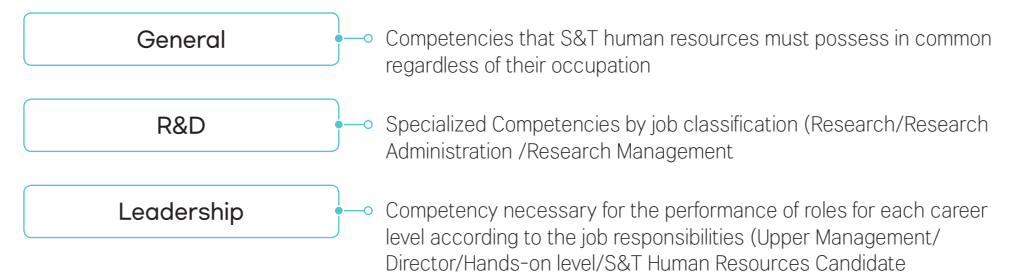 General
Competencies that S&T human resources must possess in common
regardless of their occupation
R&D
Specialized Competencies by job classification (Research/Research
Administration /Research Management
Leadership
Competency necessary for the performance of roles for each career
level according to the job responsibilities (Upper Management/
Director/Hands-on level/S&T Human Resources Candidate